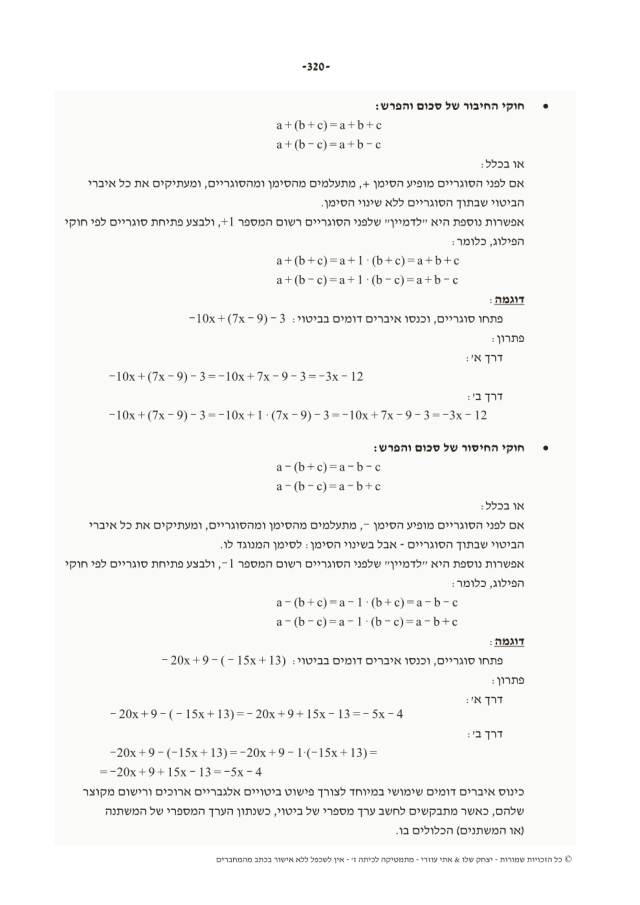 -320-
• חוקי החיבור של סכום והפרש:
a + (b + c) = a + b + c
a + (b − c) = a + b − c
או בכלל:
אם לפני הסוגריים מופיע הסימן +, מתעלמים מהסימן ומהסוגריים, ומעתיקים את כל איברי
הביטוי שבתוך הסוגריים ללא שינוי הסימן.
אפשרות נוספת היא ״לדמיין״ שלפני הסוגריים רשום המספר +1, ולבצע פתיחת סוגריים לפי חוקי
הפילוג, כלומר:
a + (b + c) = a + 1 · (b + c) = a + b + c
a + (b − c) = a + 1 · (b − c) = a + b − c
דוגמה:
פתחו סוגריים, וכנסו איברים דומים בביטוי: −10x + (7x − 9) − 3
פתרון:
דרך א׳:
−10x + (7x − 9) − 3 = −10x + 7x − 9 − 3 = −3x − 12
דרך ב׳:
−10x + (7x − 9) − 3 = −10x + 1 · (7x − 9) − 3 = −10x + 7x − 9 − 3 = −3x − 12
• חוקי החיסור של סכום והפרש:
a − (b + c) = a − b − c
a − (b − c) = a − b + c
או בכלל:
אם לפני הסוגריים מופיע הסימן −, מתעלמים מהסימן ומהסוגריים, ומעתיקים את כל איברי
הביטוי שבתוך הסוגריים - אבל בשינוי הסימן: לסימן המנוגד לו.
אפשרות נוספת היא ״לדמיין״ שלפני הסוגריים רשום המספר −1, ולבצע פתיחת סוגריים לפי חוקי
הפילוג, כלומר:
a − (b + c) = a − 1 · (b + c) = a − b − c
a − (b − c) = a − 1 · (b − c) = a − b + c
דוגמה:
פתחו סוגריים, וכנסו איברים דומים בביטוי: − 20x + 9 − ( − 15x + 13)
פתרון:
דרך א׳:
− 20x + 9 − ( − 15x + 13) = − 20x + 9 + 15x − 13 = − 5x − 4
דרך ב׳:
−20x + 9 − (−15x + 13) = −20x + 9 − 1·(−15x + 13) =
= −20x + 9 + 15x − 13 = −5x − 4
כינוס איברים דומים שימושי במיוחד לצורך פישוט ביטויים אלגבריים ארוכים ורישום מקוצר
שלהם, כאשר מתבקשים לחשב ערך מספרי של ביטוי, כשנתון הערך המספרי של המשתנה
(או המשתנים) הכלולים בו.
© כל הזכויות שמורות - יצחק שלו & אתי עוזרי - מתמטיקה לכיתה ז׳ - אין לשכפל ללא אישור בכתב מהמחברים